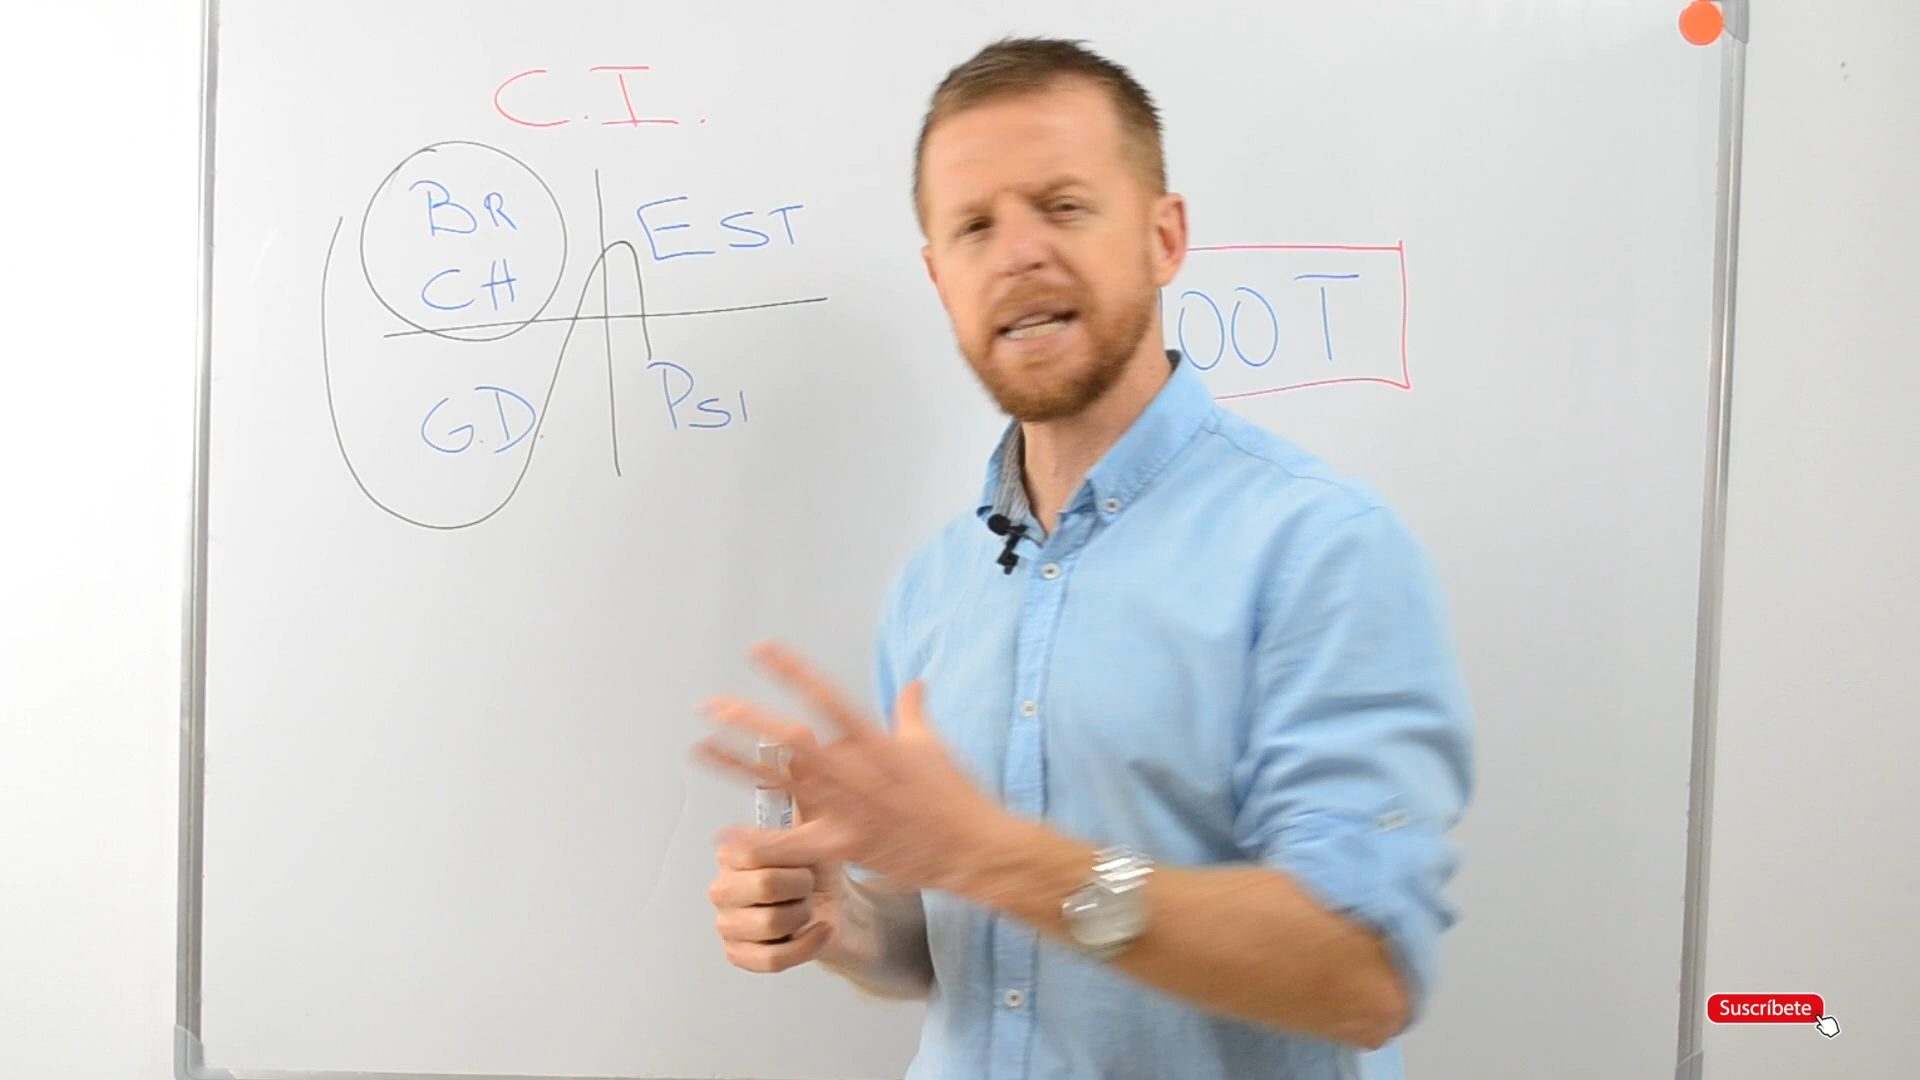 C.I.
BR
CH
EST
G.D.
PSI
OOT
Suscríbete